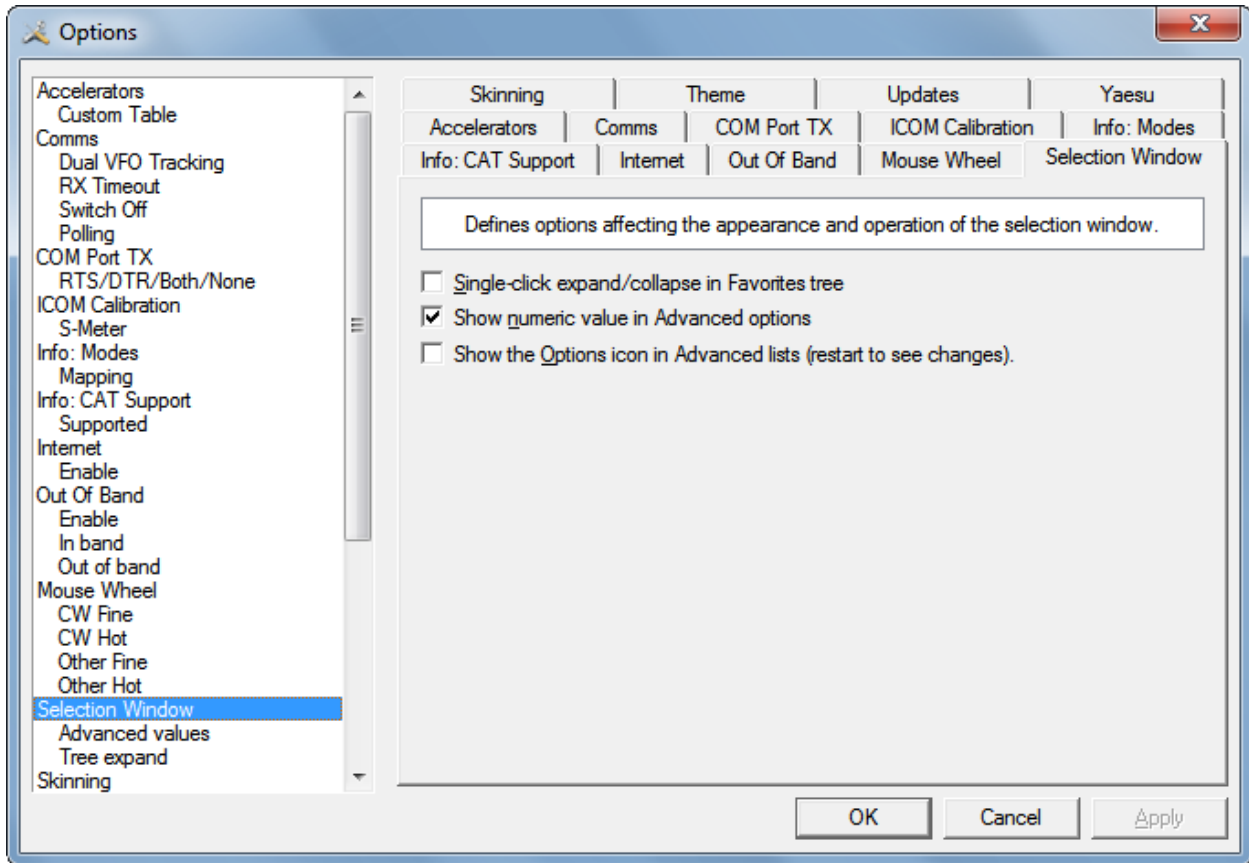 Options
Accelerators
Custom Table
Comms
Dual VFO Tracking
RX Timeout
Switch Off
Polling
COM Port TX
RTS/DTR/Both/None
ICOM Calibration
S-Meter
Info: Modes
Mapping
Info: CAT Support
Supported
Internet
Enable
Out Of Band
Enable
In band
Out of band
Mouse Wheel
CW Fine
CW Hot
Other Fine
Other Hot
Selection Window
Advanced values
Tree expand
Skinning
Skinning Theme Updates Yaesu
Accelerators Comms COM Port TX ICOM Calibration Info: Modes
Info: CAT Support Internet Out Of Band Mouse Wheel Selection Window
Defines options affecting the appearance and operation of the selection window.
Single-click expand/collapse in Favorites tree
Show numeric value in Advanced options
Show the Options icon in Advanced lists (restart to see changes).
OK Cancel Apply